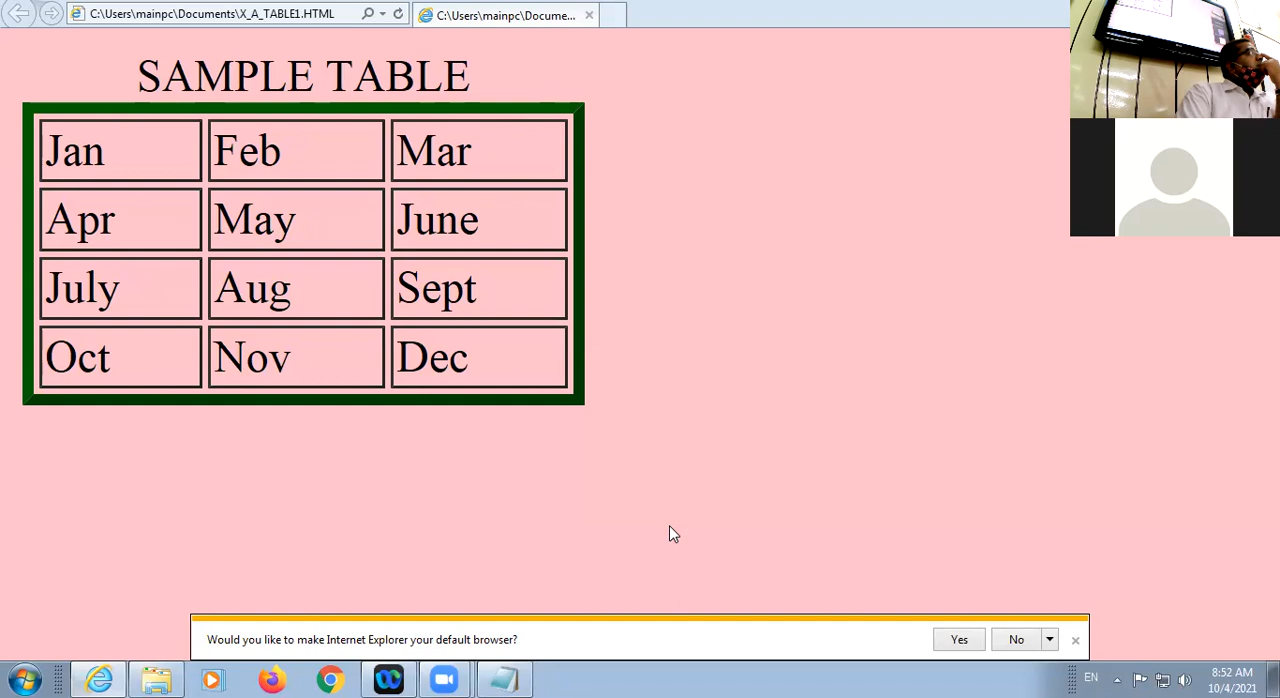 C:\Users\mainpc\Documents\X_A_TABLE1.HTML
C:\Users\mainpc\Docume...
SAMPLE TABLE
Jan Feb Mar
Apr May June
July Aug Sept
Oct Nov Dec
Would you like to make Internet Explorer your default browser?
Yes
No
EN
8:52 AM
10/4/2021